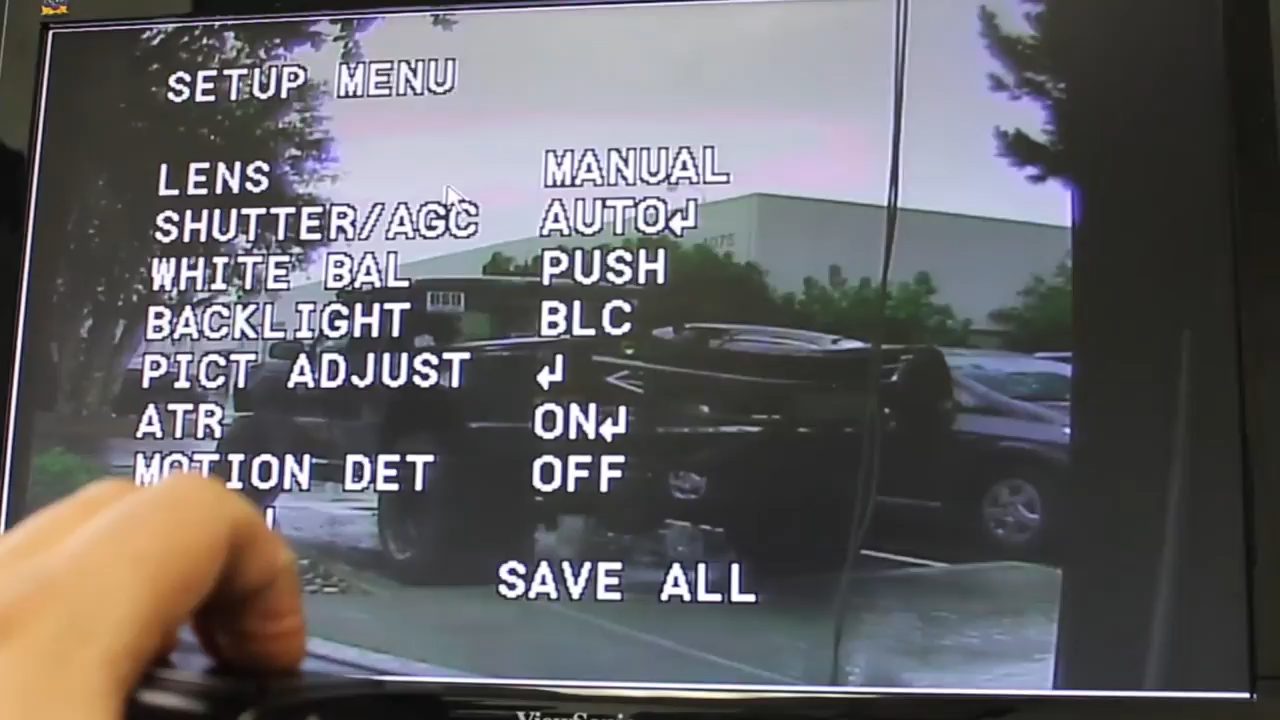 SETUP MENU
LENS MANUAL
SHUTTER/AGC AUTO↵
WHITE BAL PUSH
BACKLIGHT BLC
PICT ADJUST ↵
ATR ON↵
MOTION DET OFF
SAVE ALL
ViewSonic